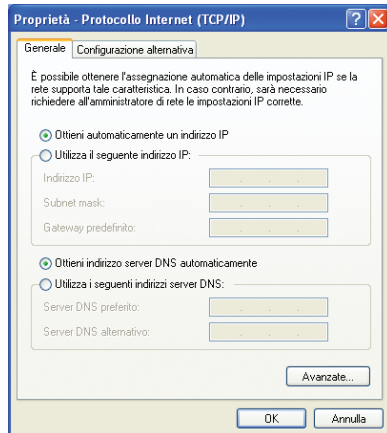 Proprietà - Protocollo Internet (TCP/IP)
Generale
Configurazione alternativa
È possibile ottenere l'assegnazione automatica delle impostazioni IP se la
rete supporta tale caratteristica. In caso contrario, sarà necessario
richiedere all'amministratore di rete le impostazioni IP corrette.
Ottieni automaticamente un indirizzo IP
Utilizza il seguente indirizzo IP:
Indirizzo IP:
Subnet mask:
Gateway predefinito:
Ottieni indirizzo server DNS automaticamente
Utilizza i seguenti indirizzi server DNS:
Server DNS preferito:
Server DNS alternativo:
Avanzate...
OK
Annulla